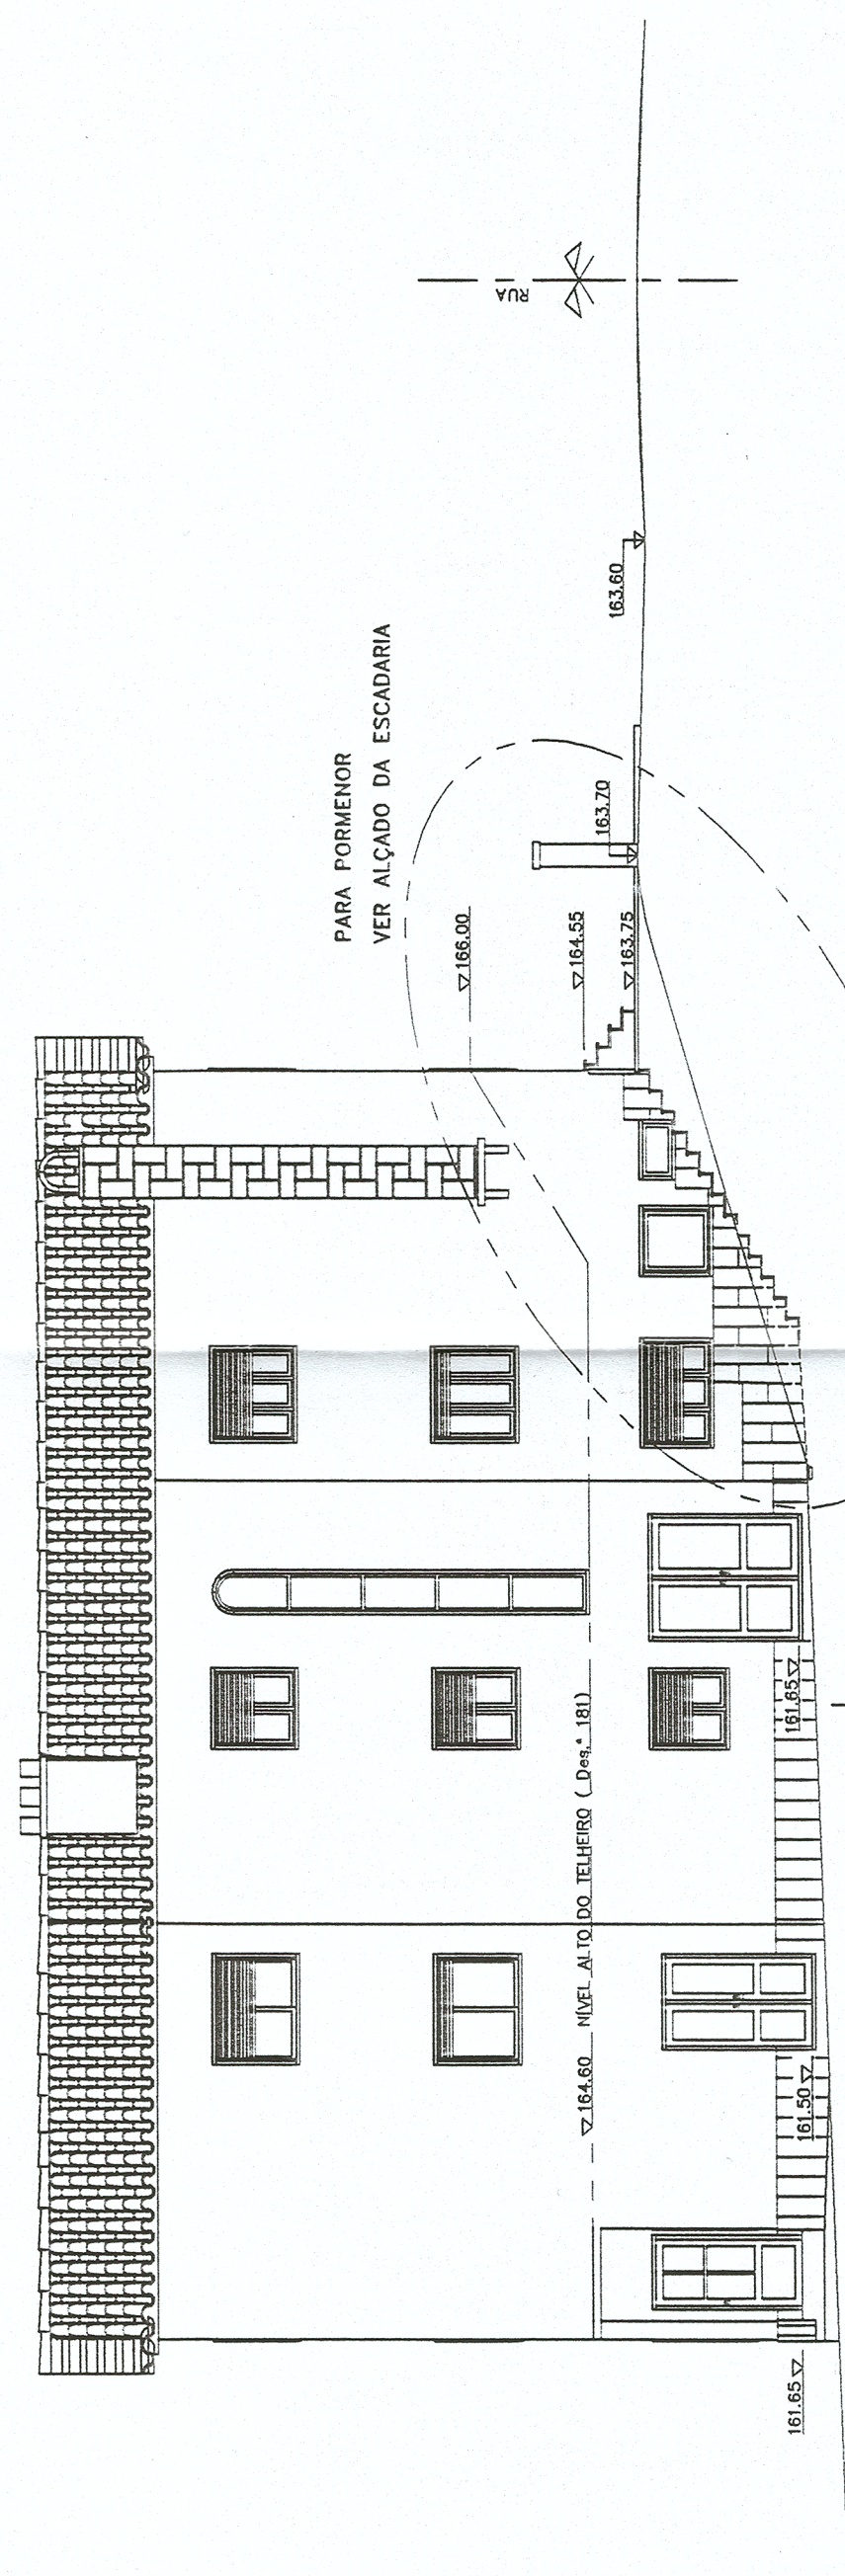 RUA
163.60
PARA PORMENOR
VER ALÇADO DA ESCADARIA
163.70
166.00
164.55
163.75
161.65
164.60 NÍVEL ALTO DO TELHEIRO ( Des.ª 181)
161.50
161.65